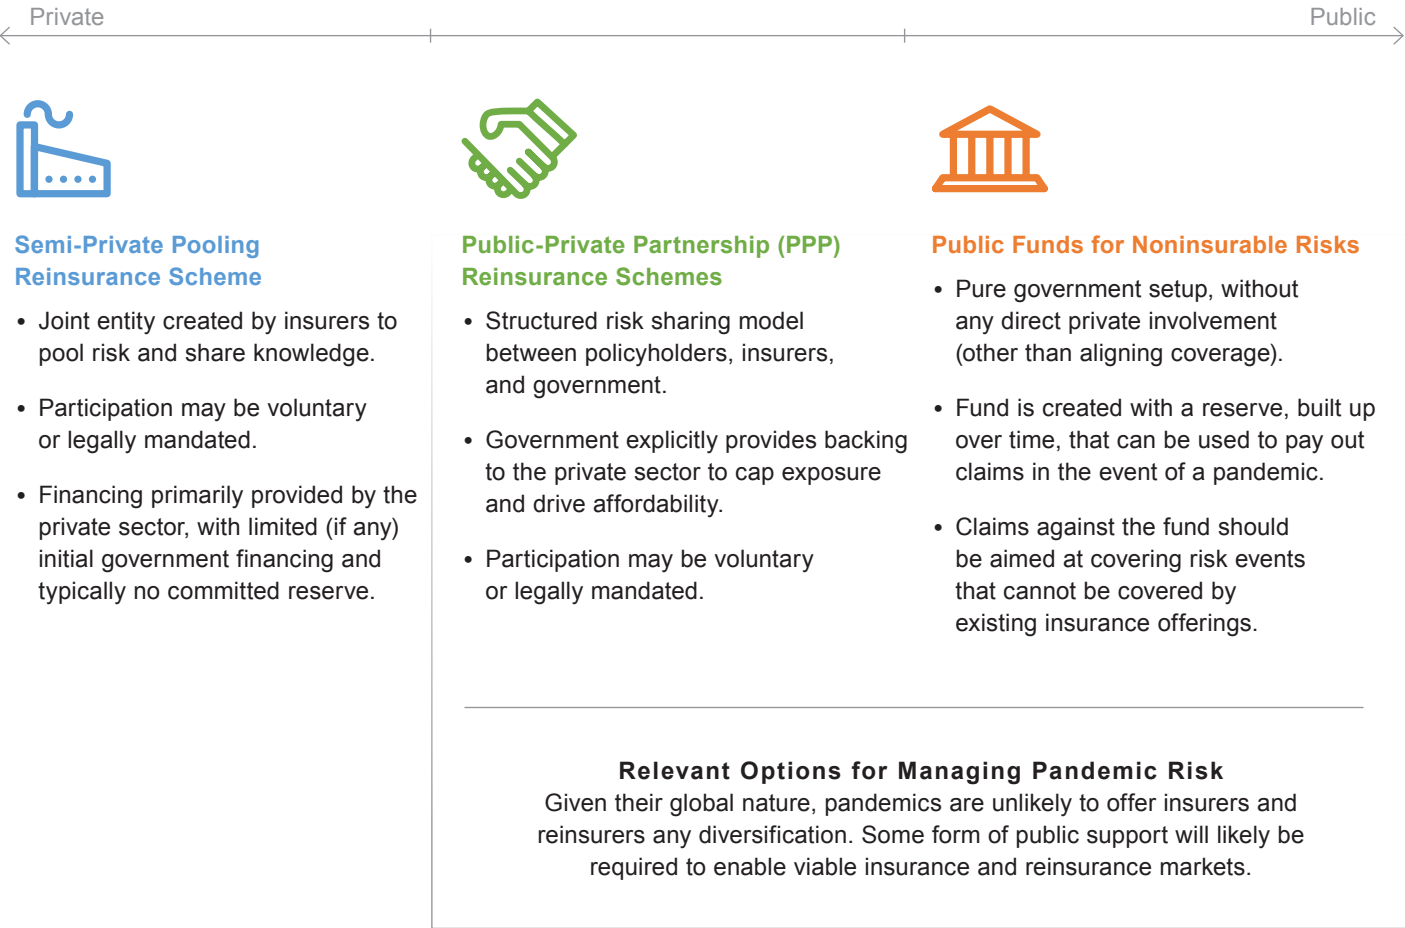 Private
Public
Semi-Private Pooling
Reinsurance Scheme
• Joint entity created by insurers to
pool risk and share knowledge.
• Participation may be voluntary
or legally mandated.
• Financing primarily provided by the
private sector, with limited (if any)
initial government financing and
typically no committed reserve.
Public-Private Partnership (PPP)
Reinsurance Schemes
• Structured risk sharing model
between policyholders, insurers,
and government.
• Government explicitly provides backing
to the private sector to cap exposure
and drive affordability.
• Participation may be voluntary
or legally mandated.
Public Funds for Noninsurable Risks
• Pure government setup, without
any direct private involvement
(other than aligning coverage).
• Fund is created with a reserve, built up
over time, that can be used to pay out
claims in the event of a pandemic.
• Claims against the fund should
be aimed at covering risk events
that cannot be covered by
existing insurance offerings.
Relevant Options for Managing Pandemic Risk
Given their global nature, pandemics are unlikely to offer insurers and
reinsurers any diversification. Some form of public support will likely be
required to enable viable insurance and reinsurance markets.